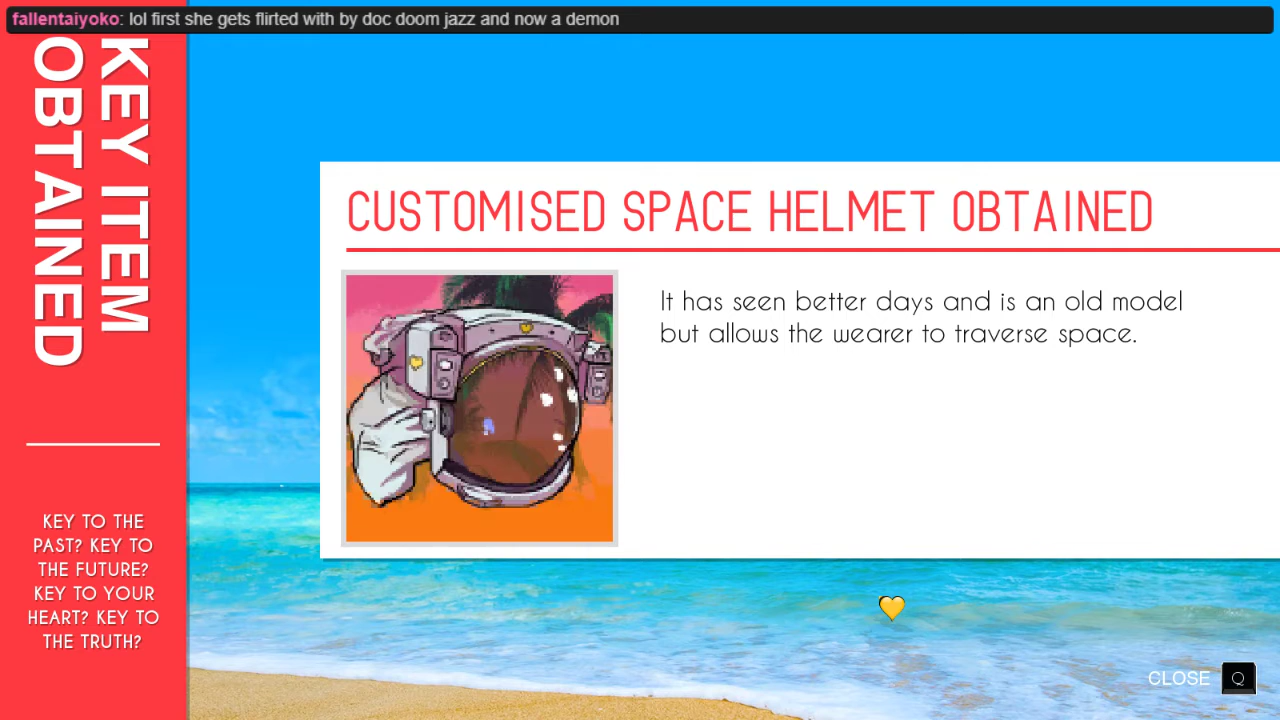 fallentaiyoko: lol first she gets flirted with by doc doom jazz and now a demon
KEY ITEM
OBTAINED
KEY TO THE
PAST? KEY TO
THE FUTURE?
KEY TO YOUR
HEART? KEY TO
THE TRUTH?
CUSTOMISED SPACE HELMET OBTAINED
It has seen better days and is an old model
but allows the wearer to traverse space.
CLOSE Q